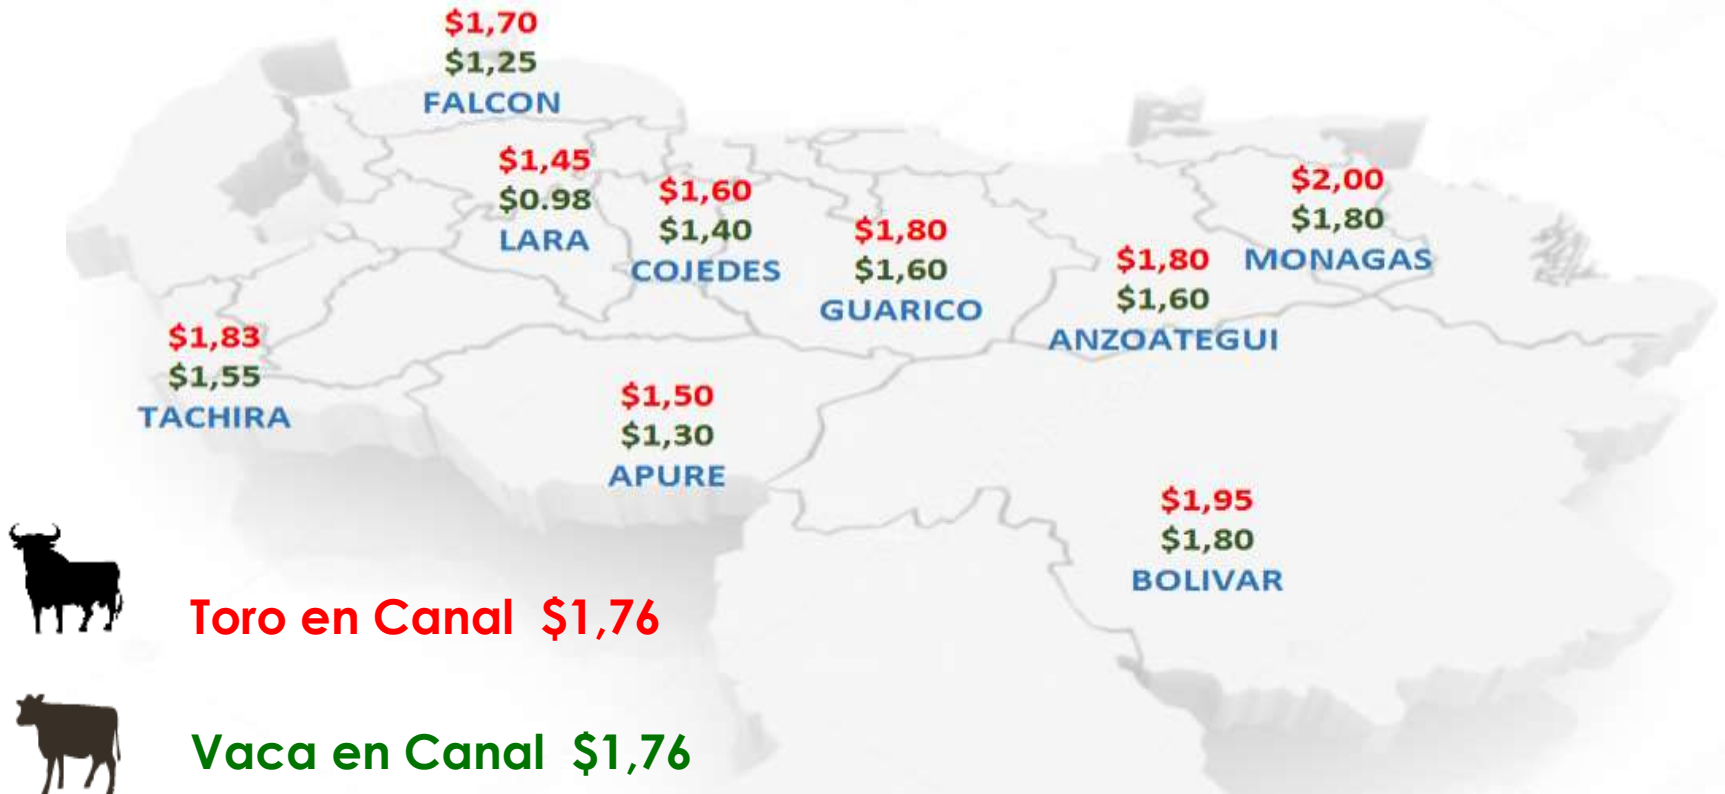 $1,70
$1,25
FALCON
$1,45
$0.98
LARA
$1,60
$1,40
COJEDES
$1,80
$1,60
GUARICO
$1,80
$1,60
ANZOATEGUI
$2,00
$1,80
MONAGAS
$1,83
$1,55
TACHIRA
$1,50
$1,30
APURE
$1,95
$1,80
BOLIVAR
Toro en Canal $1,76
Vaca en Canal $1,76